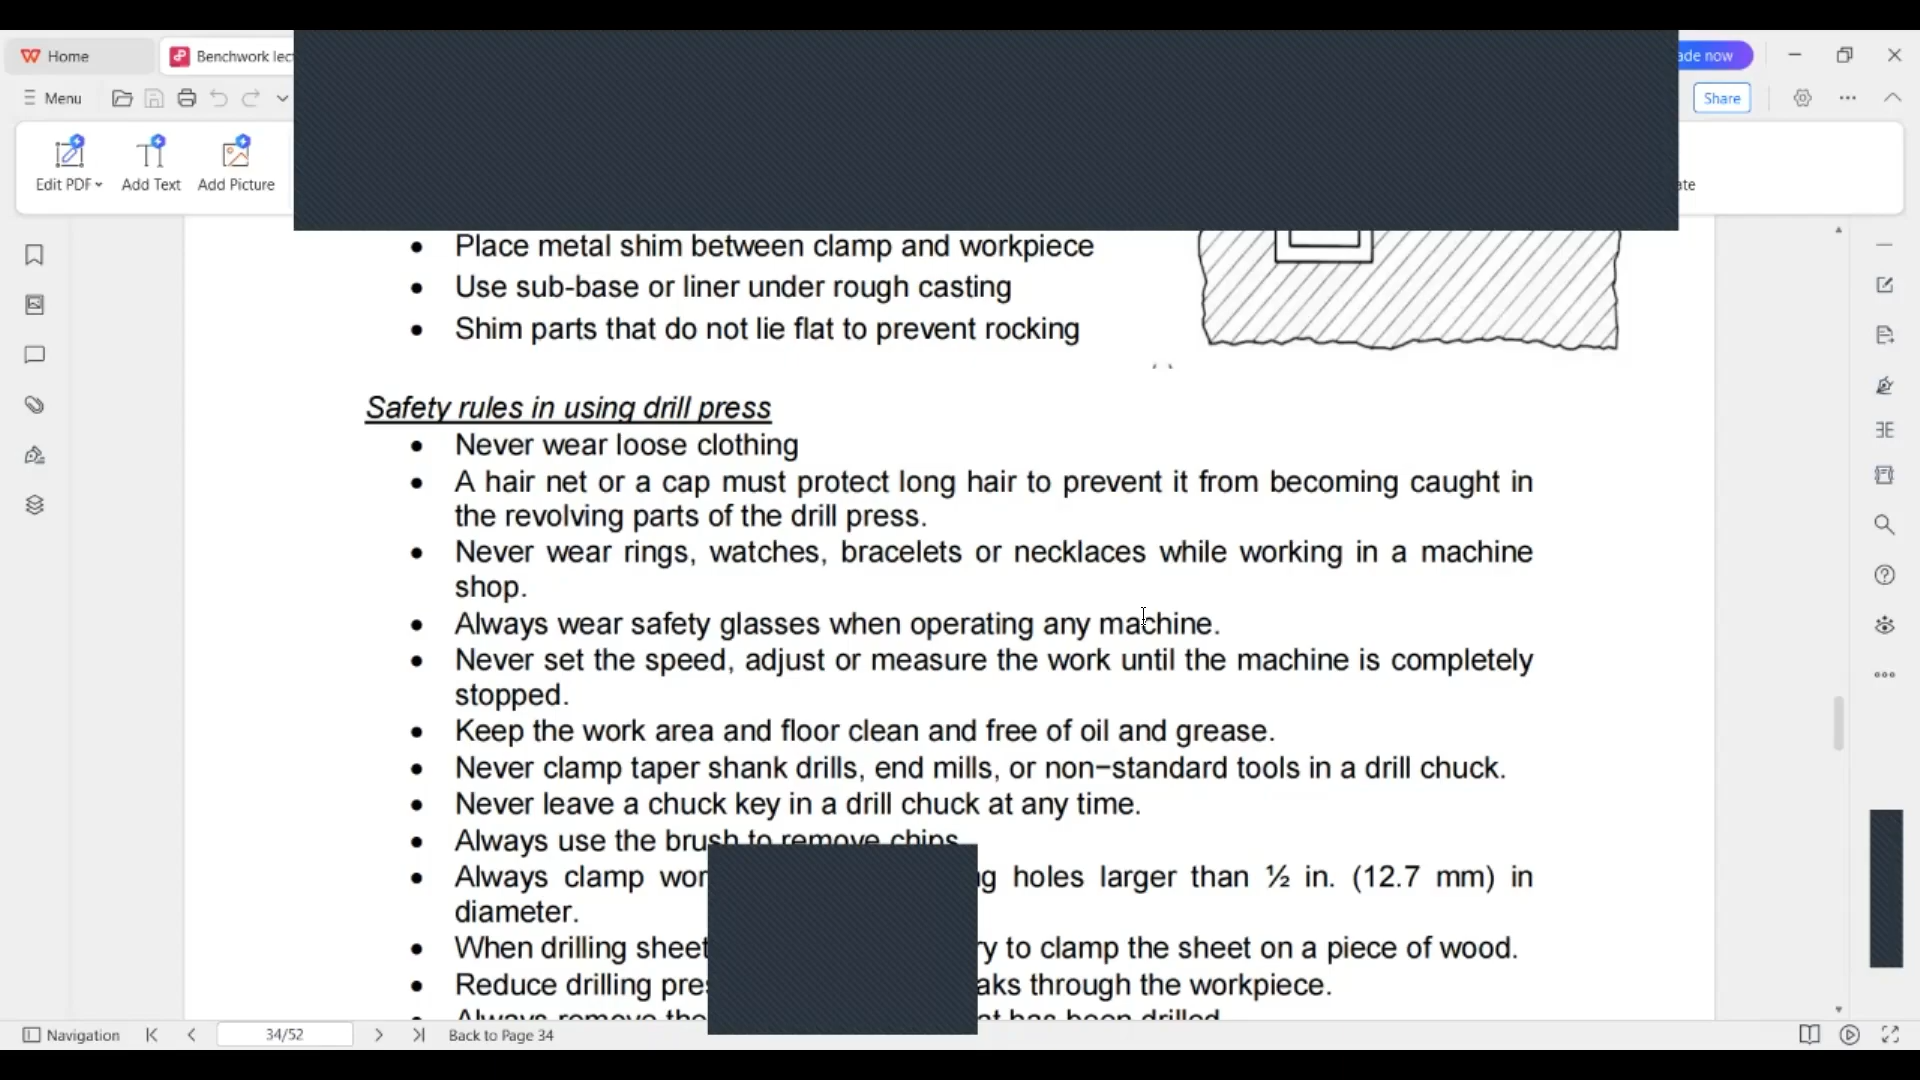 Home
Benchwork lec
ade now
Menu
Share
Edit PDF
Add Text
Add Picture
ate
• Place metal shim between clamp and workpiece
• Use sub-base or liner under rough casting
• Shim parts that do not lie flat to prevent rocking
Safety rules in using drill press
• Never wear loose clothing
• A hair net or a cap must protect long hair to prevent it from becoming caught in
the revolving parts of the drill press.
• Never wear rings, watches, bracelets or necklaces while working in a machine
shop.
• Always wear safety glasses when operating any machine.
• Never set the speed, adjust or measure the work until the machine is completely
stopped.
• Keep the work area and floor clean and free of oil and grease.
• Never clamp taper shank drills, end mills, or non−standard tools in a drill chuck.
• Never leave a chuck key in a drill chuck at any time.
• Always use the brush to remove chips
• Always clamp wor g holes larger than ½ in. (12.7 mm) in
diameter.
• When drilling sheet ry to clamp the sheet on a piece of wood.
• Reduce drilling pres aks through the workpiece.
• Always remove the at has been drilled
Navigation
34/52
Back to Page 34